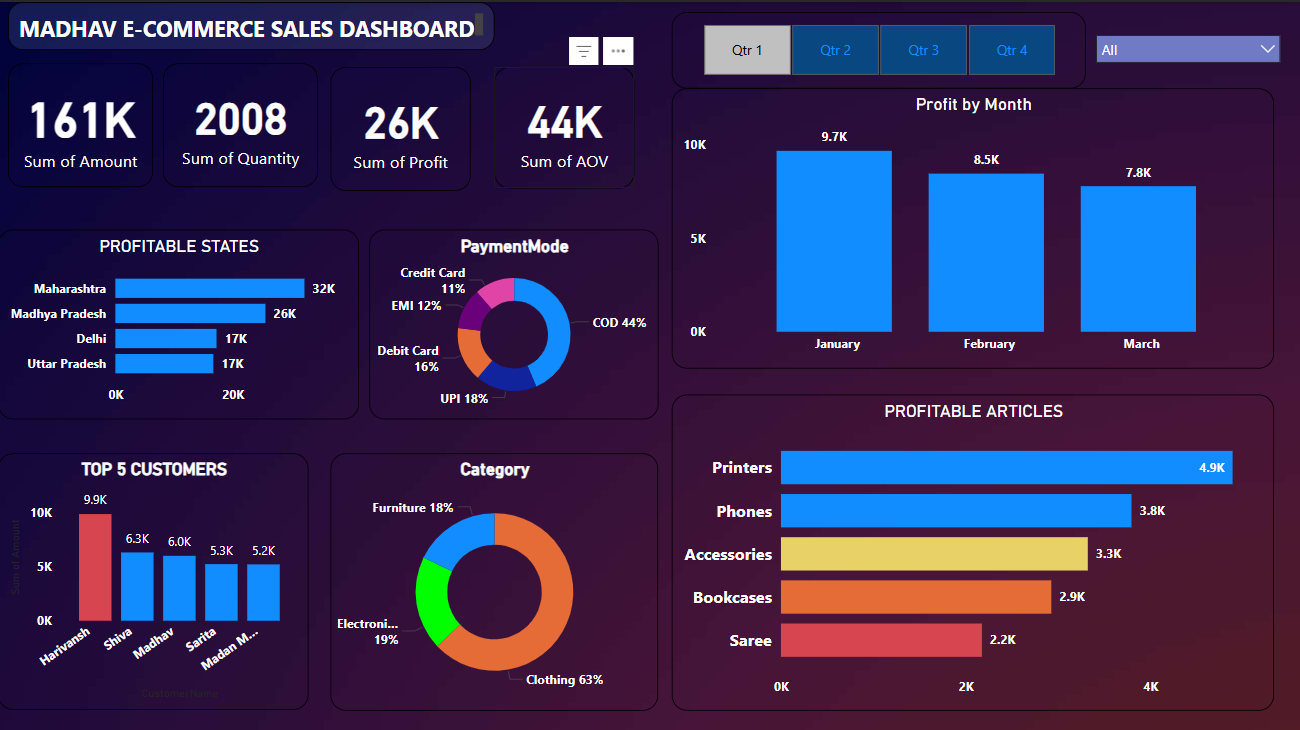 MADHAV E-COMMERCE SALES DASHBOARD
Qtr 1
Qtr 2
Qtr 3
Qtr 4
All
161K
Sum of Amount
2008
Sum of Quantity
26K
Sum of Profit
44K
Sum of AOV
Profit by Month
10K
5K
0K
9.7K
8.5K
7.8K
January
February
March
PROFITABLE STATES
Maharashtra
32K
Madhya Pradesh
26K
Delhi
17K
Uttar Pradesh
17K
0K
20K
PaymentMode
Credit Card
11%
EMI 12%
COD 44%
Debit Card
16%
UPI 18%
PROFITABLE ARTICLES
Printers
4.9K
Phones
3.8K
Accessories
3.3K
Bookcases
2.9K
Saree
2.2K
0K
2K
4K
TOP 5 CUSTOMERS
Sum of Amount
10K
5K
0K
9.9K
6.3K
6.0K
5.3K
5.2K
Harivansh
Shiva
Madhav
Sarita
Madan M...
CustomerName
Category
Furniture 18%
Electroni...
19%
Clothing 63%